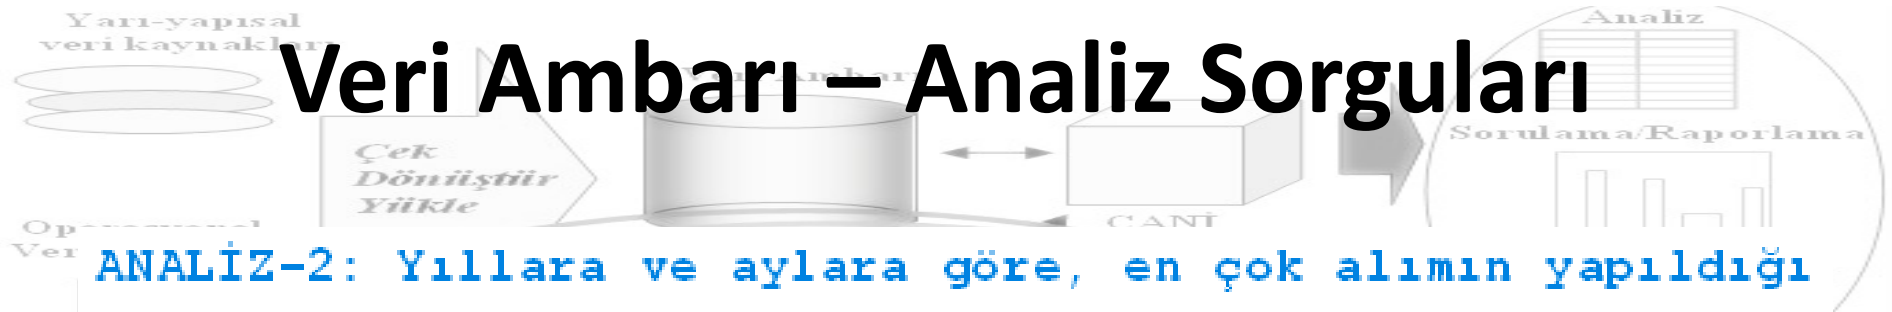 Yarı-yapısal
veri kaynakları
Analiz
Veri Ambarı – Analiz Sorguları
Sorulama/Raporlama
Çek
Dönüştür
Yükle
ANALİZ-2: Yıllara ve aylara göre, en çok alımın yapıldığı